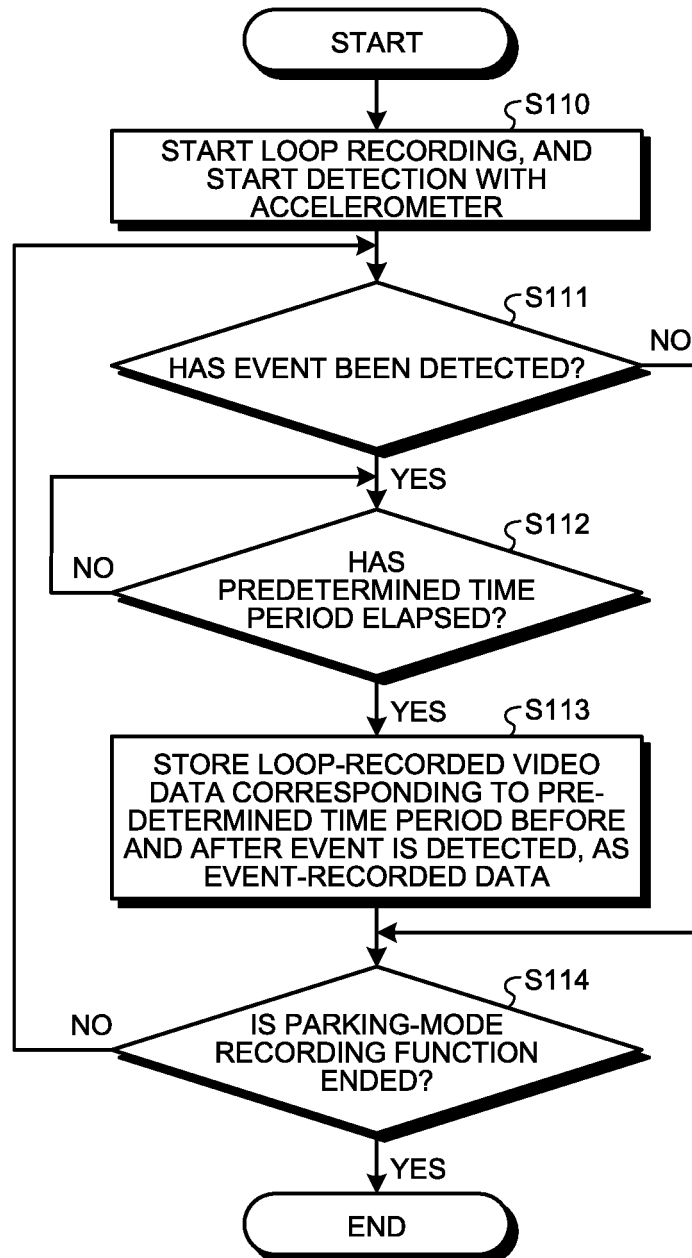 START
S110
START LOOP RECORDING, AND
START DETECTION WITH
ACCELEROMETER
S111
HAS EVENT BEEN DETECTED?
NO
YES
S112
HAS
PREDETERMINED TIME
PERIOD ELAPSED?
NO
YES
S113
STORE LOOP-RECORDED VIDEO
DATA CORRESPONDING TO PRE-
DETERMINED TIME PERIOD BEFORE
AND AFTER EVENT IS DETECTED, AS
EVENT-RECORDED DATA
S114
IS PARKING-MODE
RECORDING FUNCTION
ENDED?
NO
YES
END